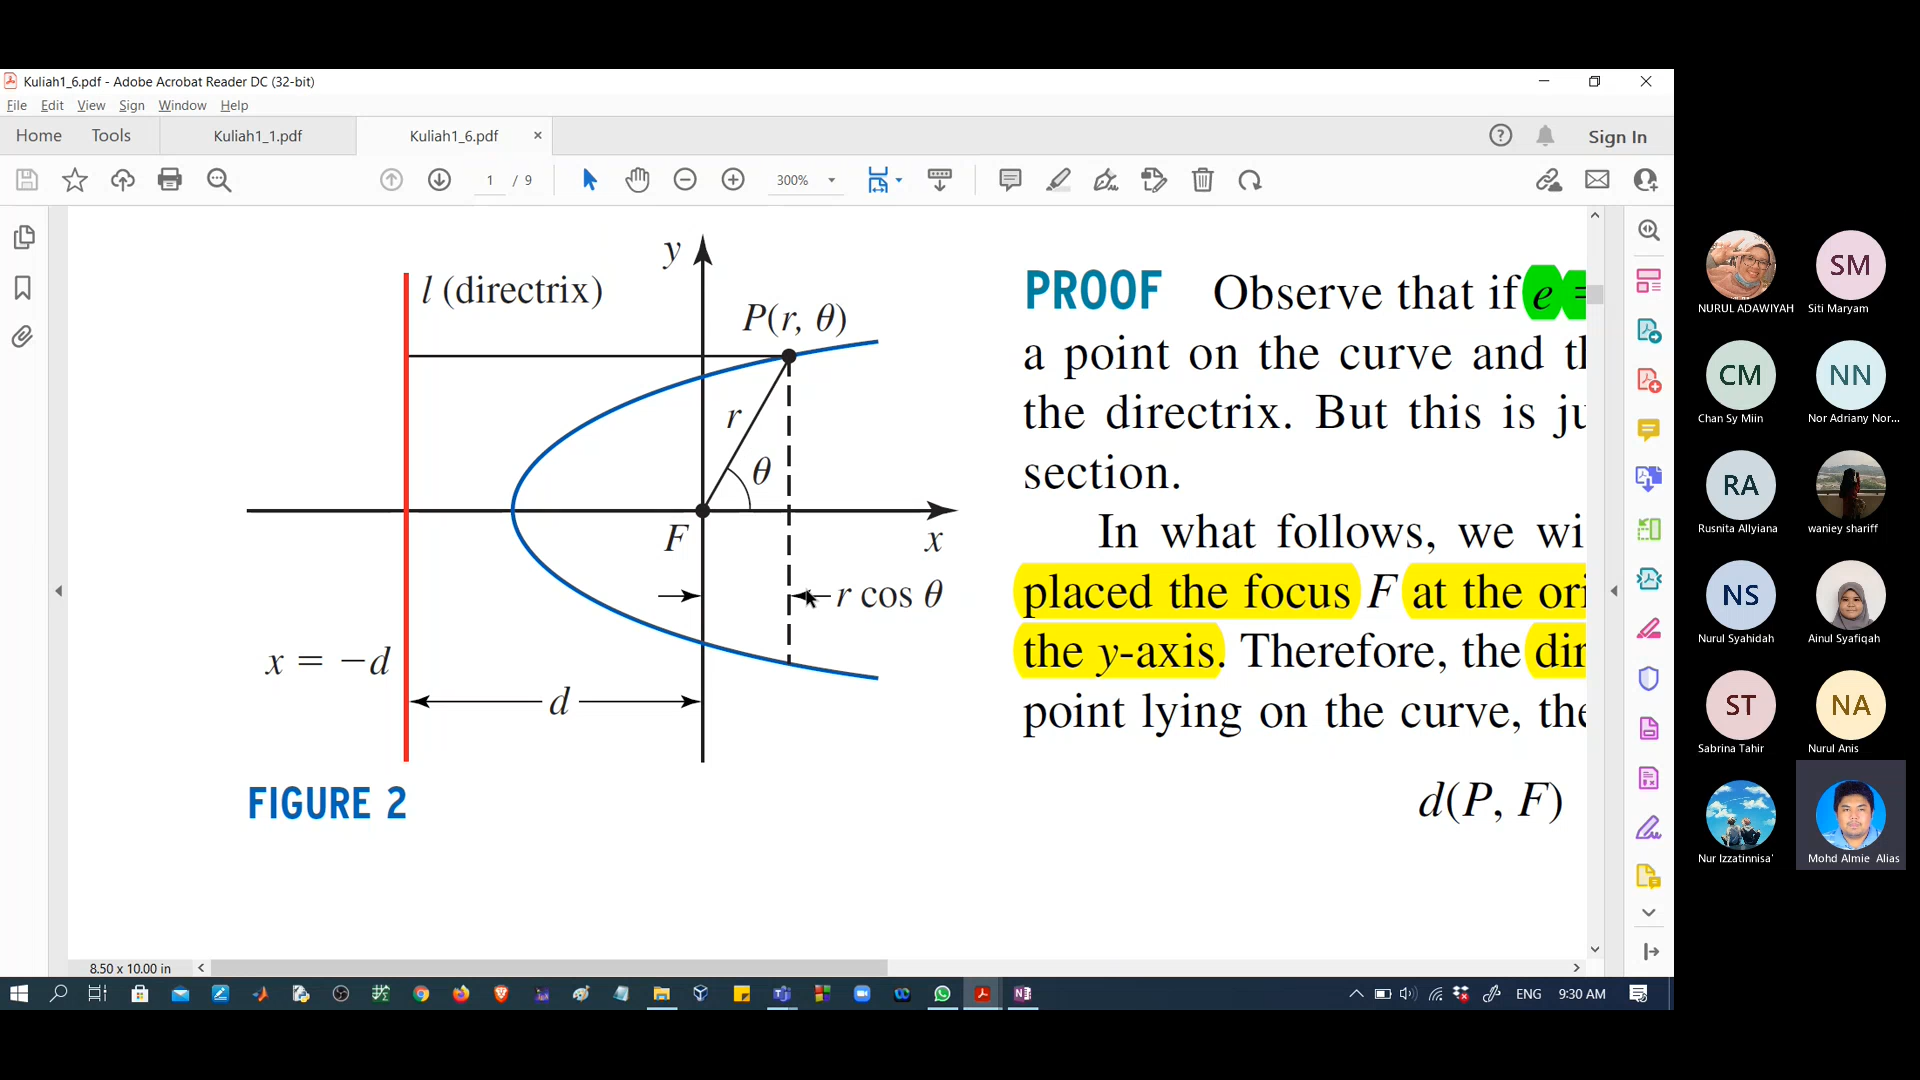 Kuliah1_6.pdf - Adobe Acrobat Reader DC (32-bit)
File Edit View Sign Window Help
Home Tools Kuliah1_1.pdf Kuliah1_6.pdf × Sign In
1 / 9 300%
y
l (directrix)
P(r, θ)
r
θ
F
x
r cos θ
x = −d
d
FIGURE 2
PROOF Observe that if e =
a point on the curve and th
the directrix. But this is ju
section.
In what follows, we wi
placed the focus F at the ori
the y-axis. Therefore, the dir
point lying on the curve, the
d(P, F)
8.50 x 10.00 in
ENG 9:30 AM
SM
NURUL ADAWIYAH Siti Maryam
CM NN
Chan Sy Miin Nor Adriany Nor...
RA
Rusnita Allyiana waniey shariff
NS
Nurul Syahidah Ainul Syafiqah
ST NA
Sabrina Tahir Nurul Anis
Nur Izzatinnisa' Mohd Almie Alias